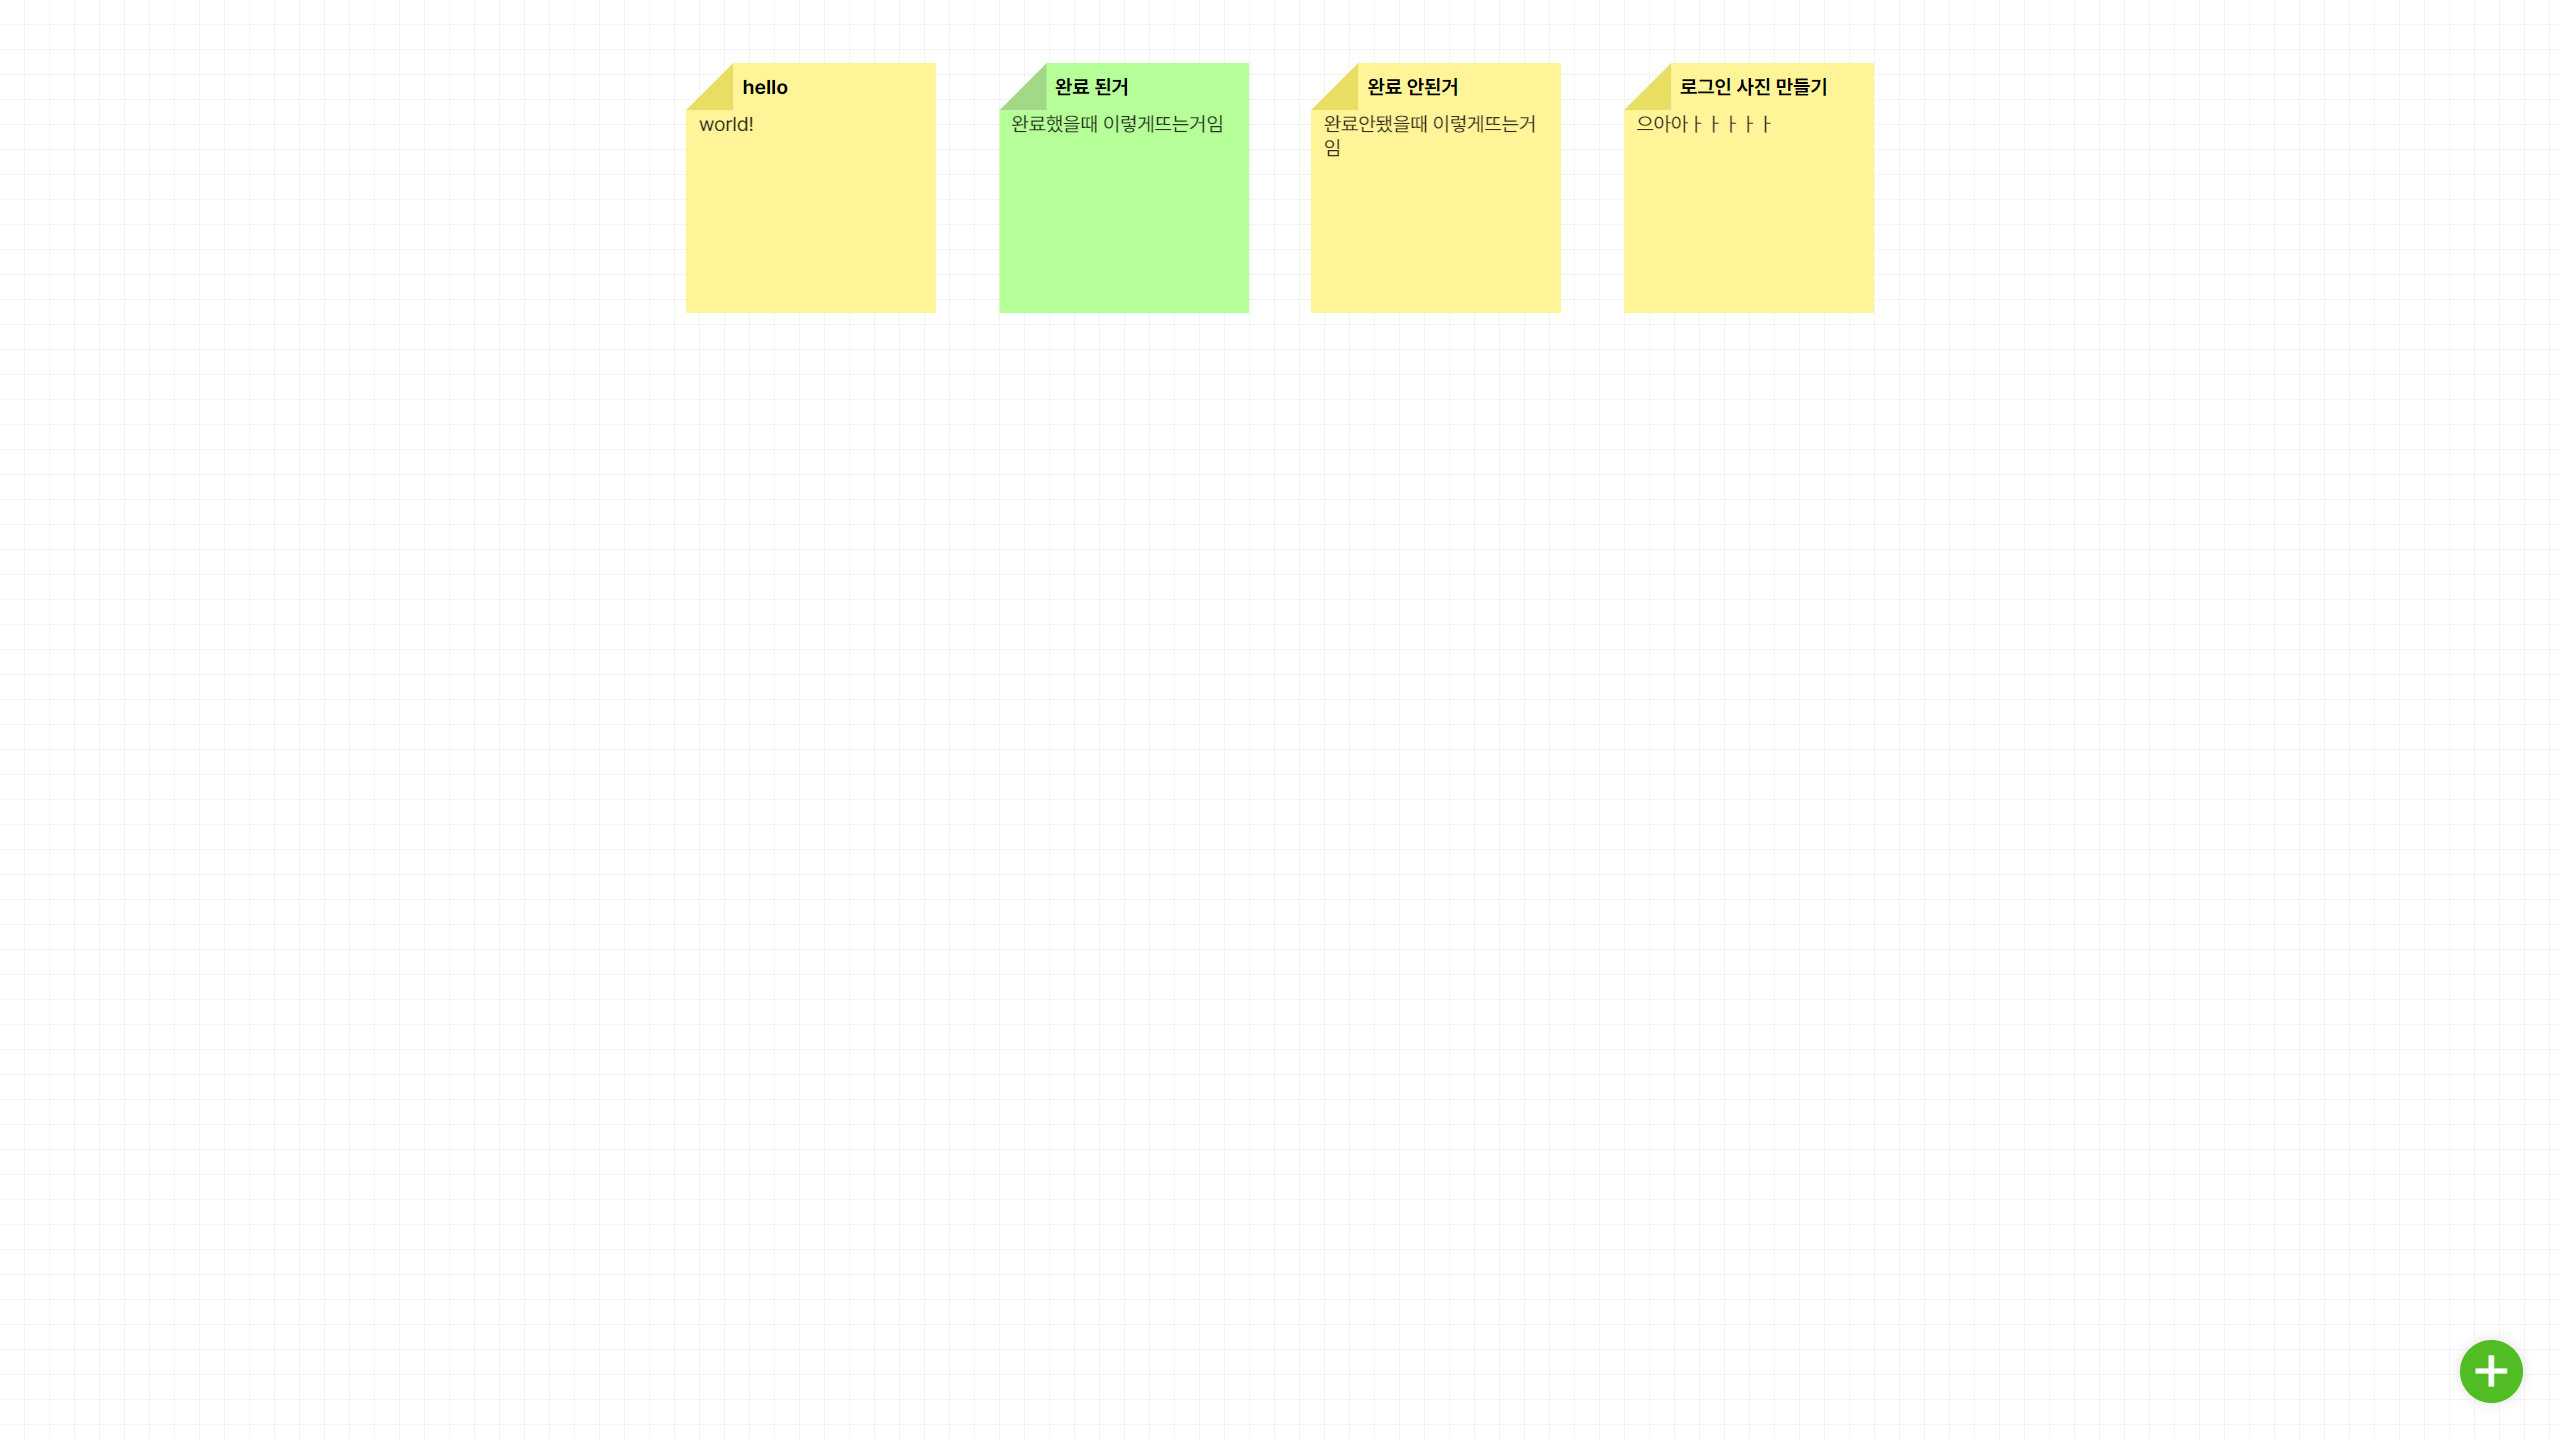 hello
world!
완료 된거
완료했을때 이렇게뜨는거임
완료 안된거
완료안됐을때 이렇게뜨는거
임
로그인 사진 만들기
으아아ㅏㅏㅏㅏㅏ